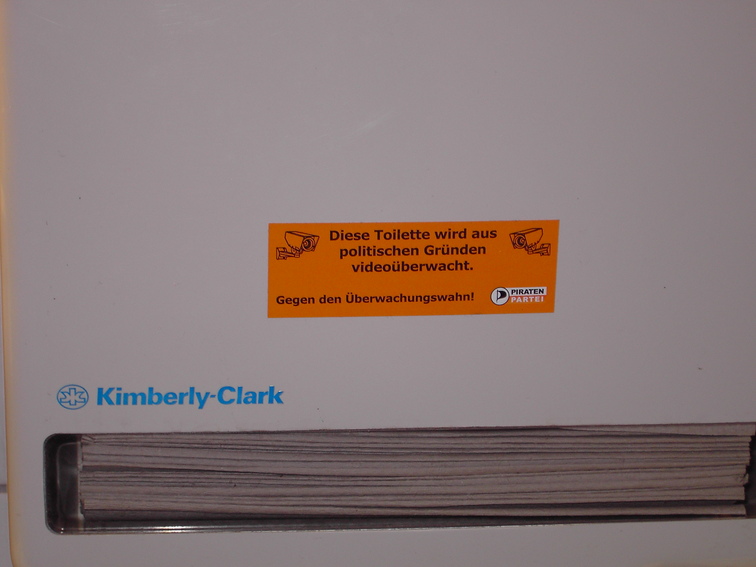 Diese Toilette wird aus
politischen Gründen
videoüberwacht.
Gegen den Überwachungswahn!
PIRATEN
PARTEI
Kimberly-Clark